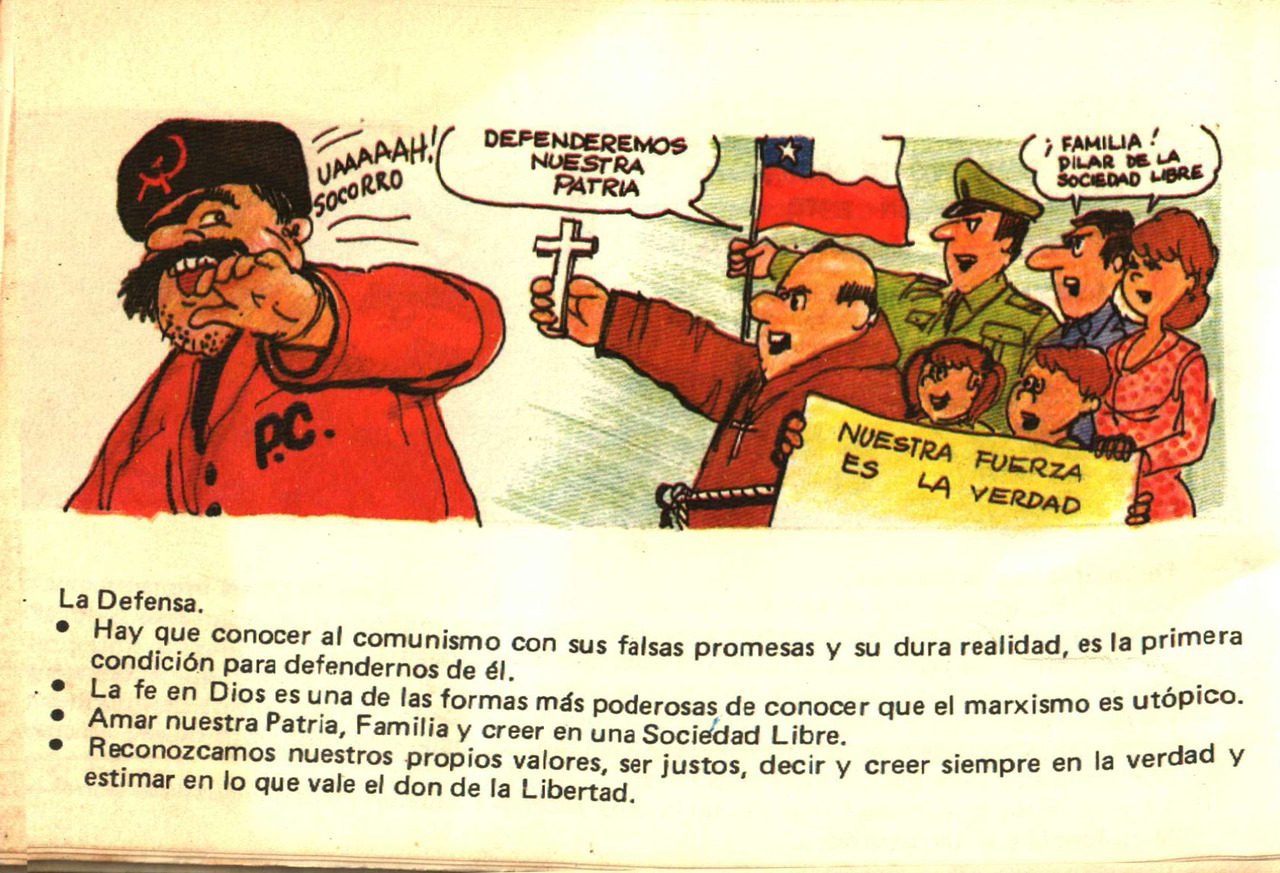 UAAAAAH!
SOCORRO
DEFENDEREMOS
NUESTRA
PATRIA
¡ FAMILIA !
PILAR DE LA
SOCIEDAD LIBRE
P.C.
NUESTRA FUERZA
ES LA VERDAD
La Defensa.
• Hay que conocer al comunismo con sus falsas promesas y su dura realidad, es la primera
condición para defendernos de él.
• La fe en Dios es una de las formas más poderosas de conocer que el marxismo es utópico.
• Amar nuestra Patria, Familia y creer en una Sociedad Libre.
• Reconozcamos nuestros propios valores, ser justos, decir y creer siempre en la verdad y
estimar en lo que vale el don de la Libertad.